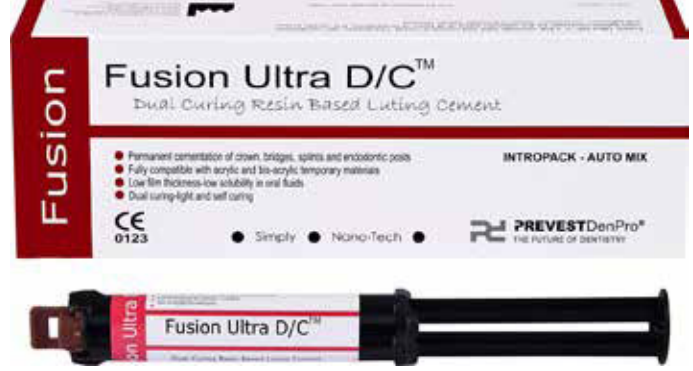 Fusion
Fusion Ultra D/C™
Dual Curing Resin Based Luting Cement
Permanent cementation of crown, bridges, splints and endodontic posts
Fully compatible with acrylic and bis-acrylic temporary materials
Low film thickness-low solubility in oral fluids
Dual curing-light and self curing
INTROPACK - AUTO MIX
CE
0123
Simply
Nano-Tech
PREVESTDenPro®
THE FUTURE OF DENTISTRY
on Ultra
Fusion Ultra D/C™
Dual Curing Resin Based Luting Cement